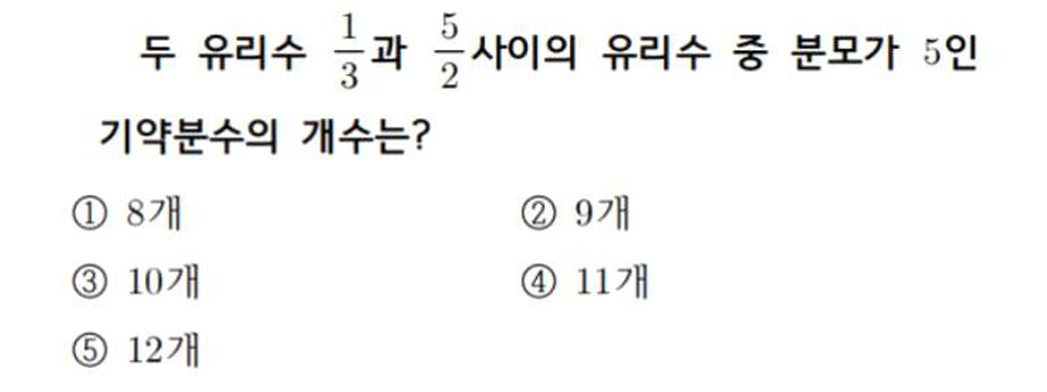 두 유리수 1/3과 5/2사이의 유리수 중 분모가 5인
기약분수의 개수는?
① 8개 ② 9개
③ 10개 ④ 11개
⑤ 12개